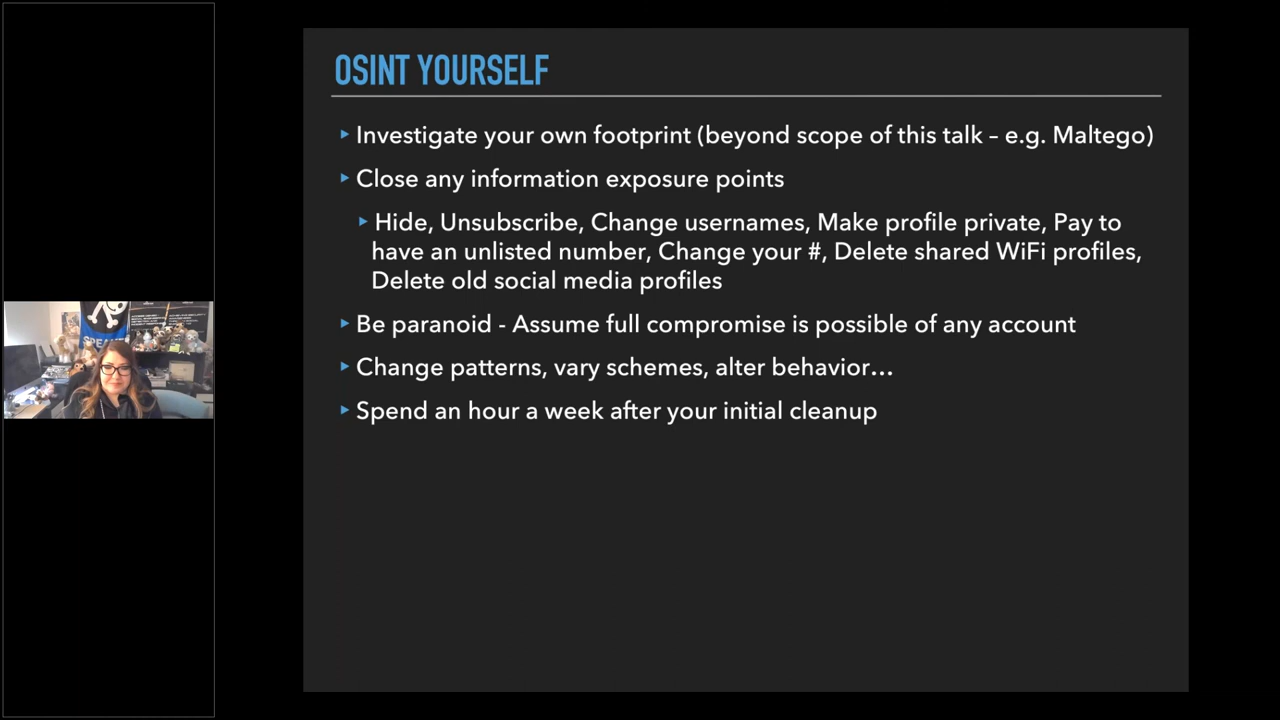 OSINT YOURSELF
▸ Investigate your own footprint (beyond scope of this talk – e.g. Maltego)
▸ Close any information exposure points
▸ Hide, Unsubscribe, Change usernames, Make profile private, Pay to
have an unlisted number, Change your #, Delete shared WiFi profiles,
Delete old social media profiles
▸ Be paranoid - Assume full compromise is possible of any account
▸ Change patterns, vary schemes, alter behavior…
▸ Spend an hour a week after your initial cleanup